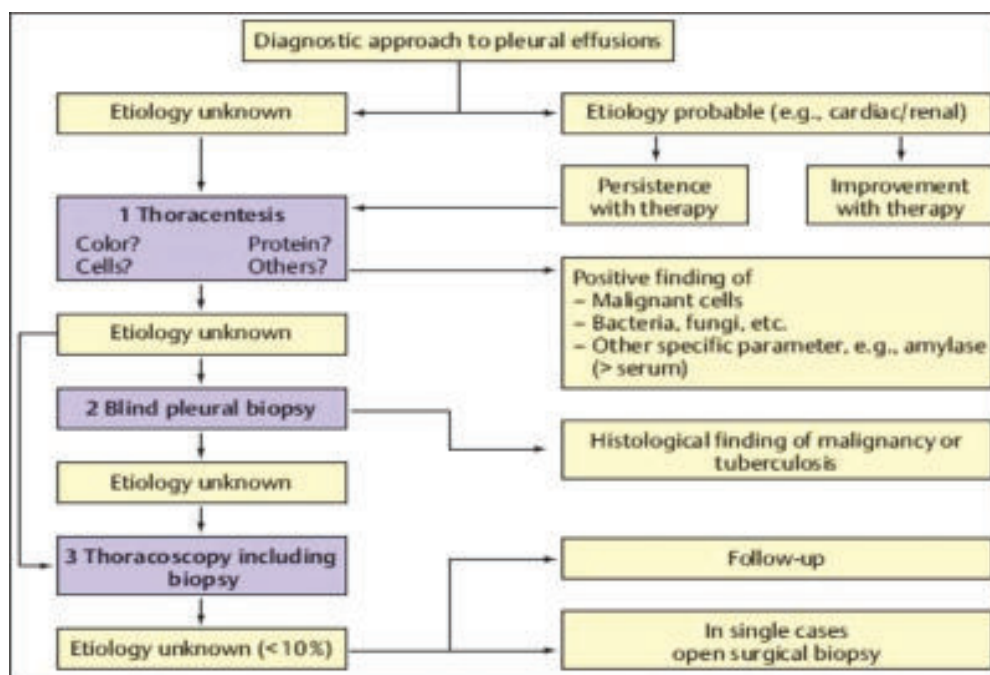 Diagnostic approach to pleural effusions
Etiology unknown
Etiology probable (e.g., cardiac/renal)
Persistence
with therapy
Improvement
with therapy
1 Thoracentesis
Color? Protein?
Cells? Others?
Positive finding of
– Malignant cells
– Bacteria, fungi, etc.
– Other specific parameter, e.g., amylase
(> serum)
Etiology unknown
2 Blind pleural biopsy
Histological finding of malignancy or
tuberculosis
Etiology unknown
3 Thoracoscopy including
biopsy
Follow-up
Etiology unknown (<10%)
In single cases
open surgical biopsy